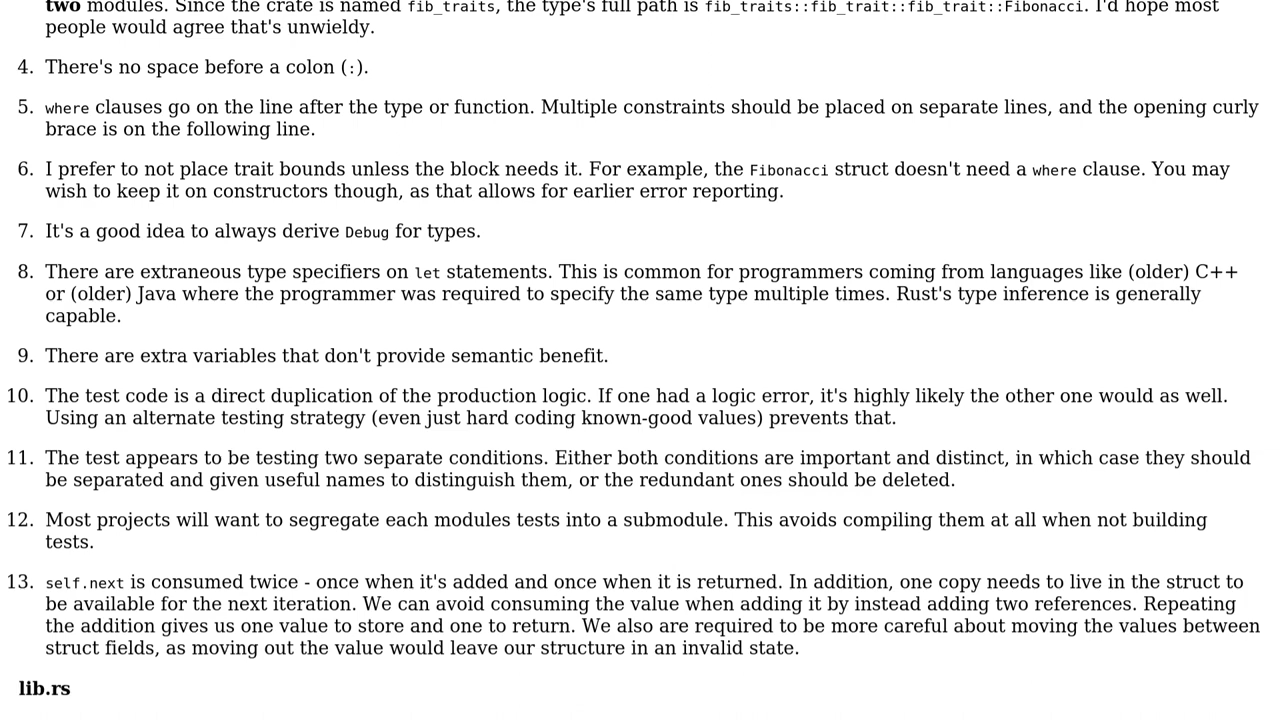 two modules. Since the crate is named fib_traits, the type's full path is fib_traits::fib_trait::fib_trait::Fibonacci. I'd hope most
people would agree that's unwieldy.
4. There's no space before a colon (:).
5. where clauses go on the line after the type or function. Multiple constraints should be placed on separate lines, and the opening curly
brace is on the following line.
6. I prefer to not place trait bounds unless the block needs it. For example, the Fibonacci struct doesn't need a where clause. You may
wish to keep it on constructors though, as that allows for earlier error reporting.
7. It's a good idea to always derive Debug for types.
8. There are extraneous type specifiers on let statements. This is common for programmers coming from languages like (older) C++
or (older) Java where the programmer was required to specify the same type multiple times. Rust's type inference is generally
capable.
9. There are extra variables that don't provide semantic benefit.
10. The test code is a direct duplication of the production logic. If one had a logic error, it's highly likely the other one would as well.
Using an alternate testing strategy (even just hard coding known-good values) prevents that.
11. The test appears to be testing two separate conditions. Either both conditions are important and distinct, in which case they should
be separated and given useful names to distinguish them, or the redundant ones should be deleted.
12. Most projects will want to segregate each modules tests into a submodule. This avoids compiling them at all when not building
tests.
13. self.next is consumed twice - once when it's added and once when it is returned. In addition, one copy needs to live in the struct to
be available for the next iteration. We can avoid consuming the value when adding it by instead adding two references. Repeating
the addition gives us one value to store and one to return. We also are required to be more careful about moving the values between
struct fields, as moving out the value would leave our structure in an invalid state.
lib.rs